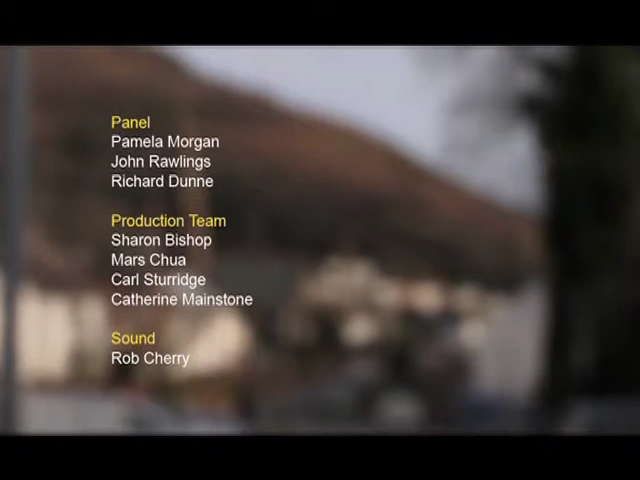 Panel
Pamela Morgan
John Rawlings
Richard Dunne
Production Team
Sharon Bishop
Mars Chua
Carl Sturridge
Catherine Mainstone
Sound
Rob Cherry